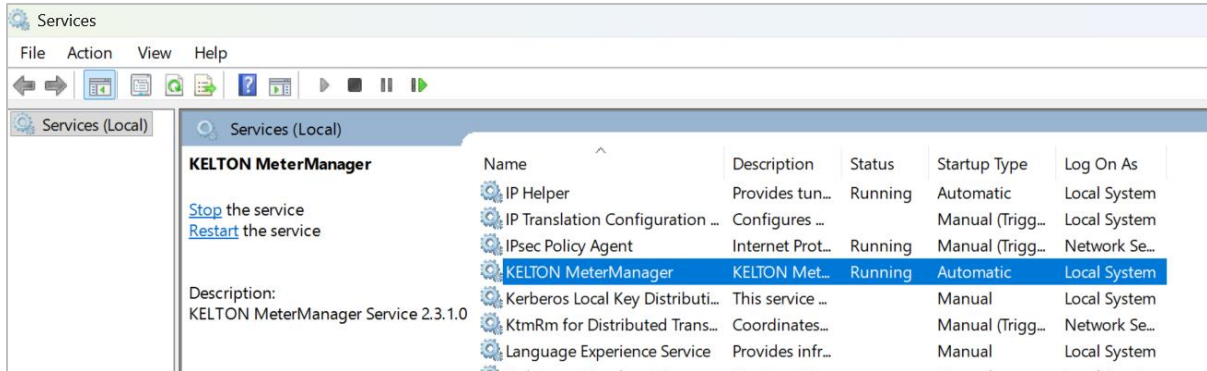 Services
File Action View Help
Services (Local)
Services (Local)
KELTON MeterManager
Stop the service
Restart the service
Description:
KELTON MeterManager Service 2.3.1.0
Name Description Status Startup Type Log On As
IP Helper Provides tun... Running Automatic Local System
IP Translation Configuration ... Configures ... Manual (Trigg... Local System
IPsec Policy Agent Internet Prot... Running Manual (Trigg... Network Se...
KELTON MeterManager KELTON Met... Running Automatic Local System
Kerberos Local Key Distributi... This service ... Manual Local System
KtmRm for Distributed Trans... Coordinates... Manual (Trigg... Network Se...
Language Experience Service Provides infr... Manual Local System